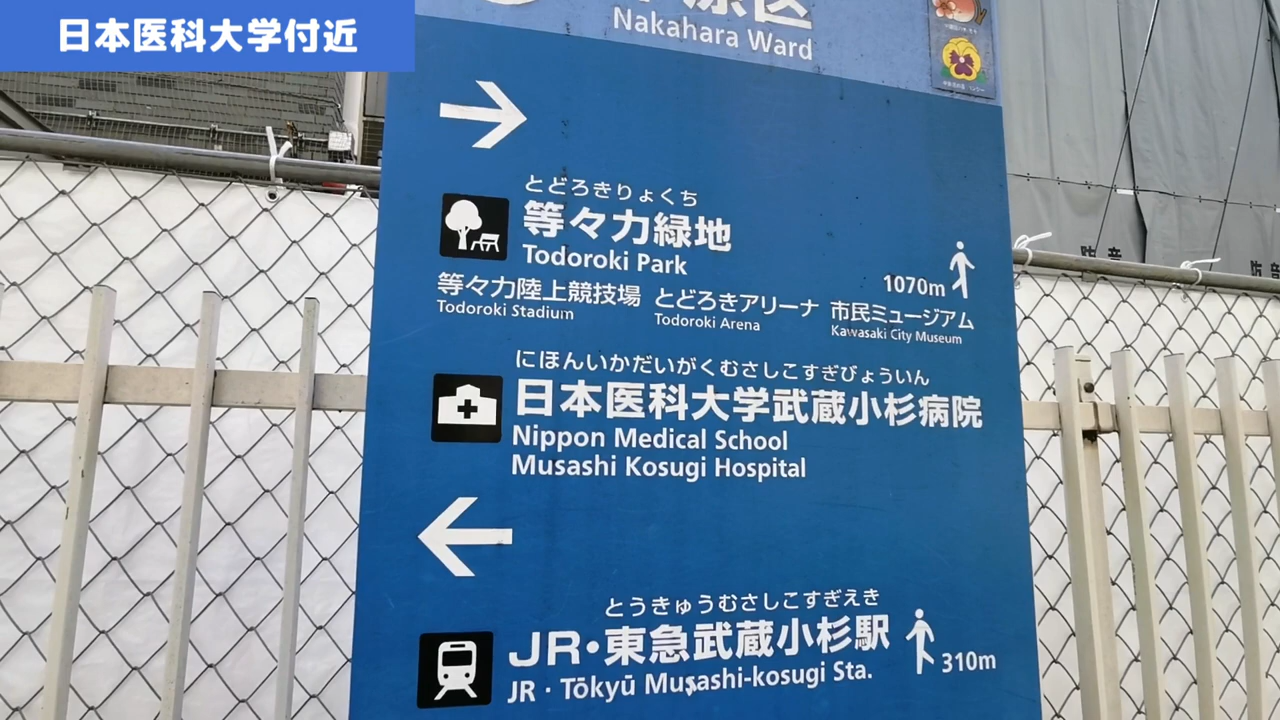 日本医科大学付近
Nakahara Ward
とどろきりょくち
等々力緑地
Todoroki Park
1070m
等々力陸上競技場 とどろきアリーナ 市民ミュージアム
Todoroki Stadium Todoroki Arena Kawasaki City Museum
にほんいかだいがくむさしこすぎびょういん
日本医科大学武蔵小杉病院
Nippon Medical School
Musashi Kosugi Hospital
とうきゅうむさしこすぎえき
JR・東急武蔵小杉駅
310m
JR・Tōkyū Musashi-kosugi Sta.
防音
防音